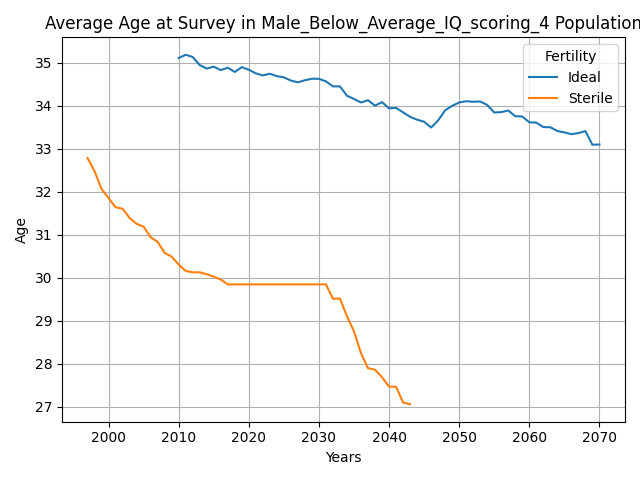 Average Age at Survey in Male_Below_Average_IQ_scoring_4 Population
Fertility
Ideal
Sterile
35
34
33
32
31
30
29
28
27
Age
2000 2010 2020 2030 2040 2050 2060 2070
Years